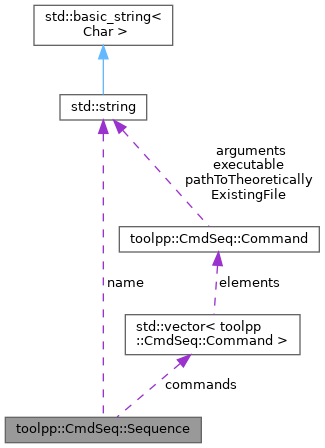 std::basic_string<
Char >
std::string
arguments
executable
pathToTheoretically
ExistingFile
toolpp::CmdSeq::Command
name
elements
std::vector< toolpp
::CmdSeq::Command >
commands
toolpp::CmdSeq::Sequence